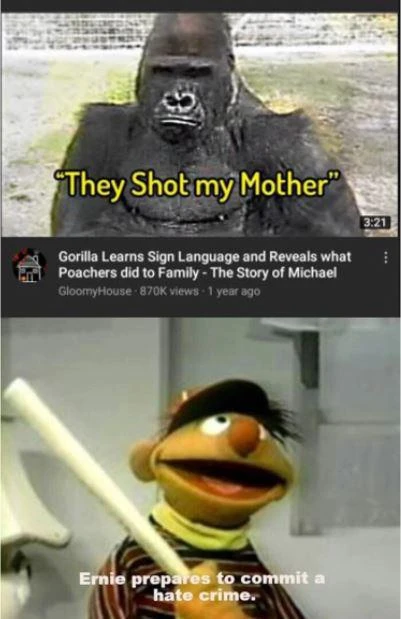 “They Shot my Mother”
3:21
Gorilla Learns Sign Language and Reveals what
Poachers did to Family - The Story of Michael
GloomyHouse · 870K views · 1 year ago
Ernie prepares to commit a
hate crime.